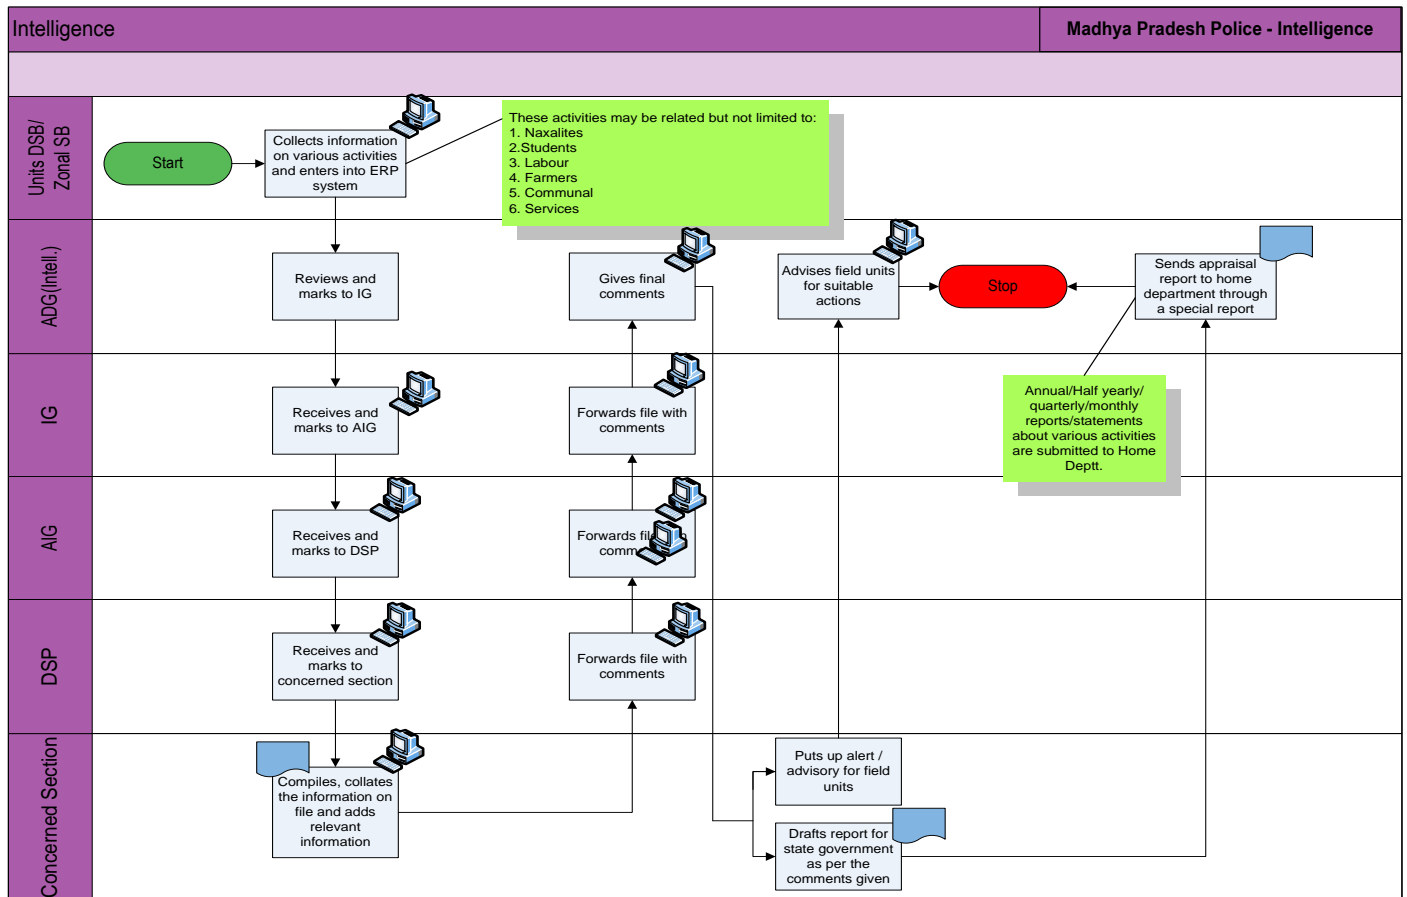 Intelligence
Madhya Pradesh Police - Intelligence
Units DSB/
Zonal SB
Start
Collects information
on various activities
and enters into ERP
system
These activities may be related but not limited to:
1. Naxalites
2.Students
3. Labour
4. Farmers
5. Communal
6. Services
ADG(Intell.)
Reviews and
marks to IG
Gives final
comments
Advises field units
for suitable
actions
Stop
Sends appraisal
report to home
department through
a special report
IG
Receives and
marks to AIG
Forwards file with
comments
Annual/Half yearly/
quarterly/monthly
reports/statements
about various activities
are submitted to Home
Deptt.
AIG
Receives and
marks to DSP
Forwards
DSP
Receives and
marks to
concerned section
Forwards file with
comments
Concerned Section
Compiles, collates
the information on
file and adds
relevant
information
Puts up alert /
advisory for field
units
Drafts report for
state government
as per the
comments given